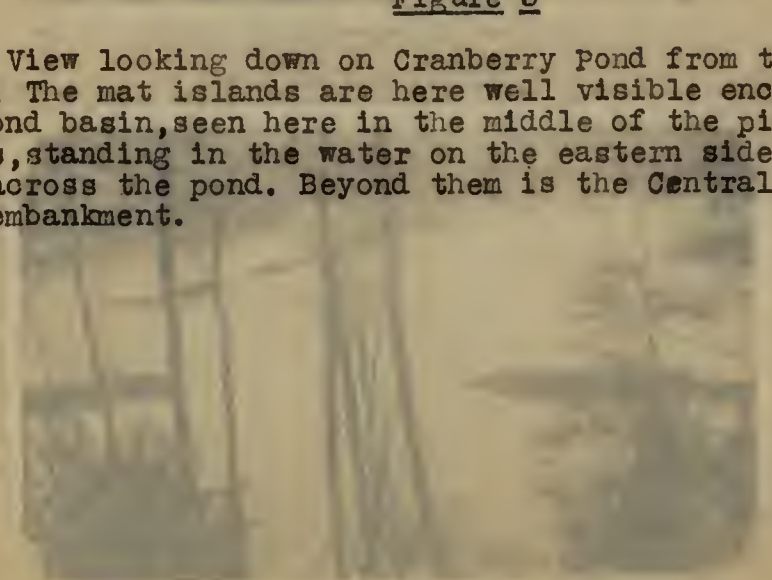 Figure
View looking down on Cranberry Pond from t
. The mat islands are here well visible enc
ond basin,seen here in the middle of the pi
,standing in the water on the eastern side
across the pond. Beyond them is the Central
embankment.